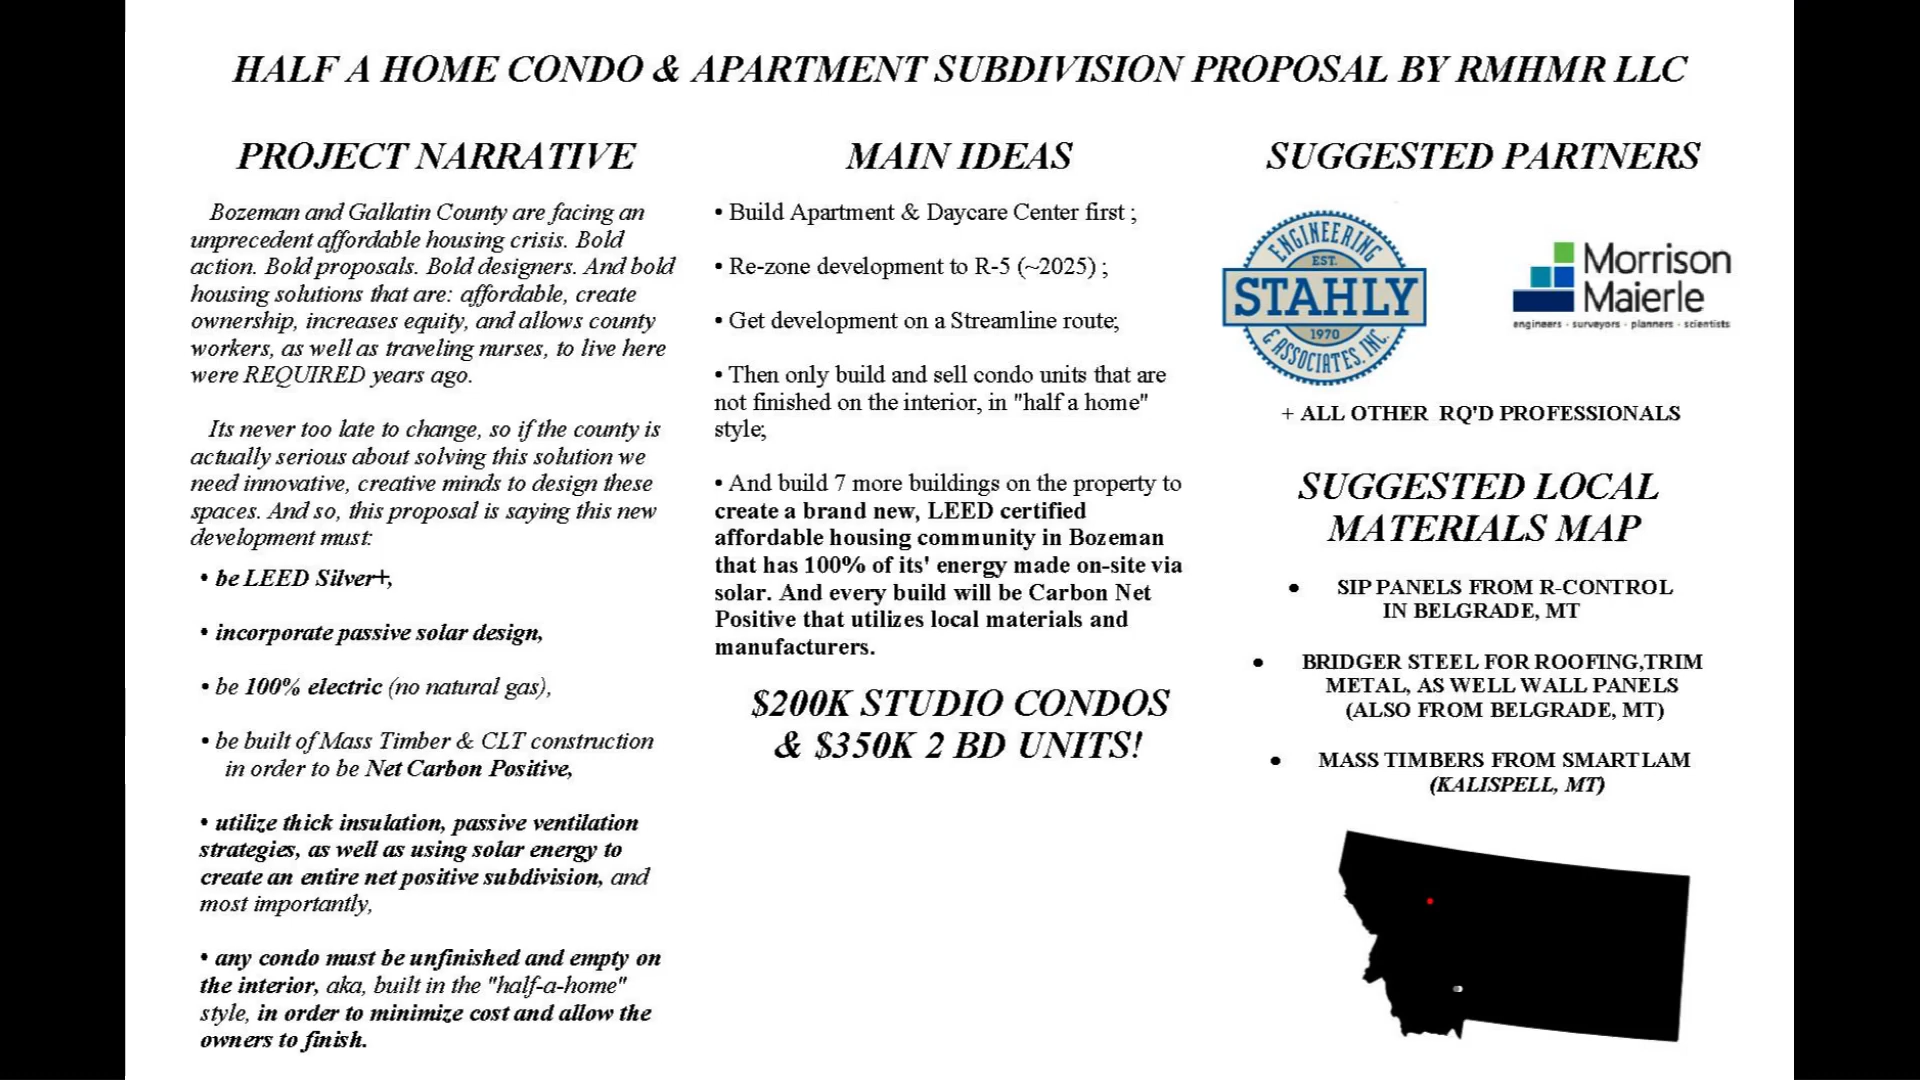 HALF A HOME CONDO & APARTMENT SUBDIVISION PROPOSAL BY RMHMR LLC
PROJECT NARRATIVE
Bozeman and Gallatin County are facing an
unprecedent affordable housing crisis. Bold
action. Bold proposals. Bold designers. And bold
housing solutions that are: affordable, create
ownership, increases equity, and allows county
workers, as well as traveling nurses, to live here
were REQUIRED years ago.
Its never too late to change, so if the county is
actually serious about solving this solution we
need innovative, creative minds to design these
spaces. And so, this proposal is saying this new
development must:
• be LEED Silver+,
• incorporate passive solar design,
• be 100% electric (no natural gas),
• be built of Mass Timber & CLT construction
in order to be Net Carbon Positive,
• utilize thick insulation, passive ventilation
strategies, as well as using solar energy to
create an entire net positive subdivision, and
most importantly,
• any condo must be unfinished and empty on
the interior, aka, built in the "half-a-home"
style, in order to minimize cost and allow the
owners to finish.
MAIN IDEAS
• Build Apartment & Daycare Center first ;
• Re-zone development to R-5 (~2025) ;
• Get development on a Streamline route;
• Then only build and sell condo units that are
not finished on the interior, in "half a home"
style;
• And build 7 more buildings on the property to
create a brand new, LEED certified
affordable housing community in Bozeman
that has 100% of its' energy made on-site via
solar. And every build will be Carbon Net
Positive that utilizes local materials and
manufacturers.
$200K STUDIO CONDOS
& $350K 2 BD UNITS!
SUGGESTED PARTNERS
ENGINEERING
EST.
STAHLY
1970
& ASSOCIATES, INC.
Morrison
Maierle
engineers · surveyors · planners · scientists
+ ALL OTHER RQ'D PROFESSIONALS
SUGGESTED LOCAL
MATERIALS MAP
• SIP PANELS FROM R-CONTROL
IN BELGRADE, MT
• BRIDGER STEEL FOR ROOFING,TRIM
METAL, AS WELL WALL PANELS
(ALSO FROM BELGRADE, MT)
• MASS TIMBERS FROM SMARTLAM
(KALISPELL, MT)